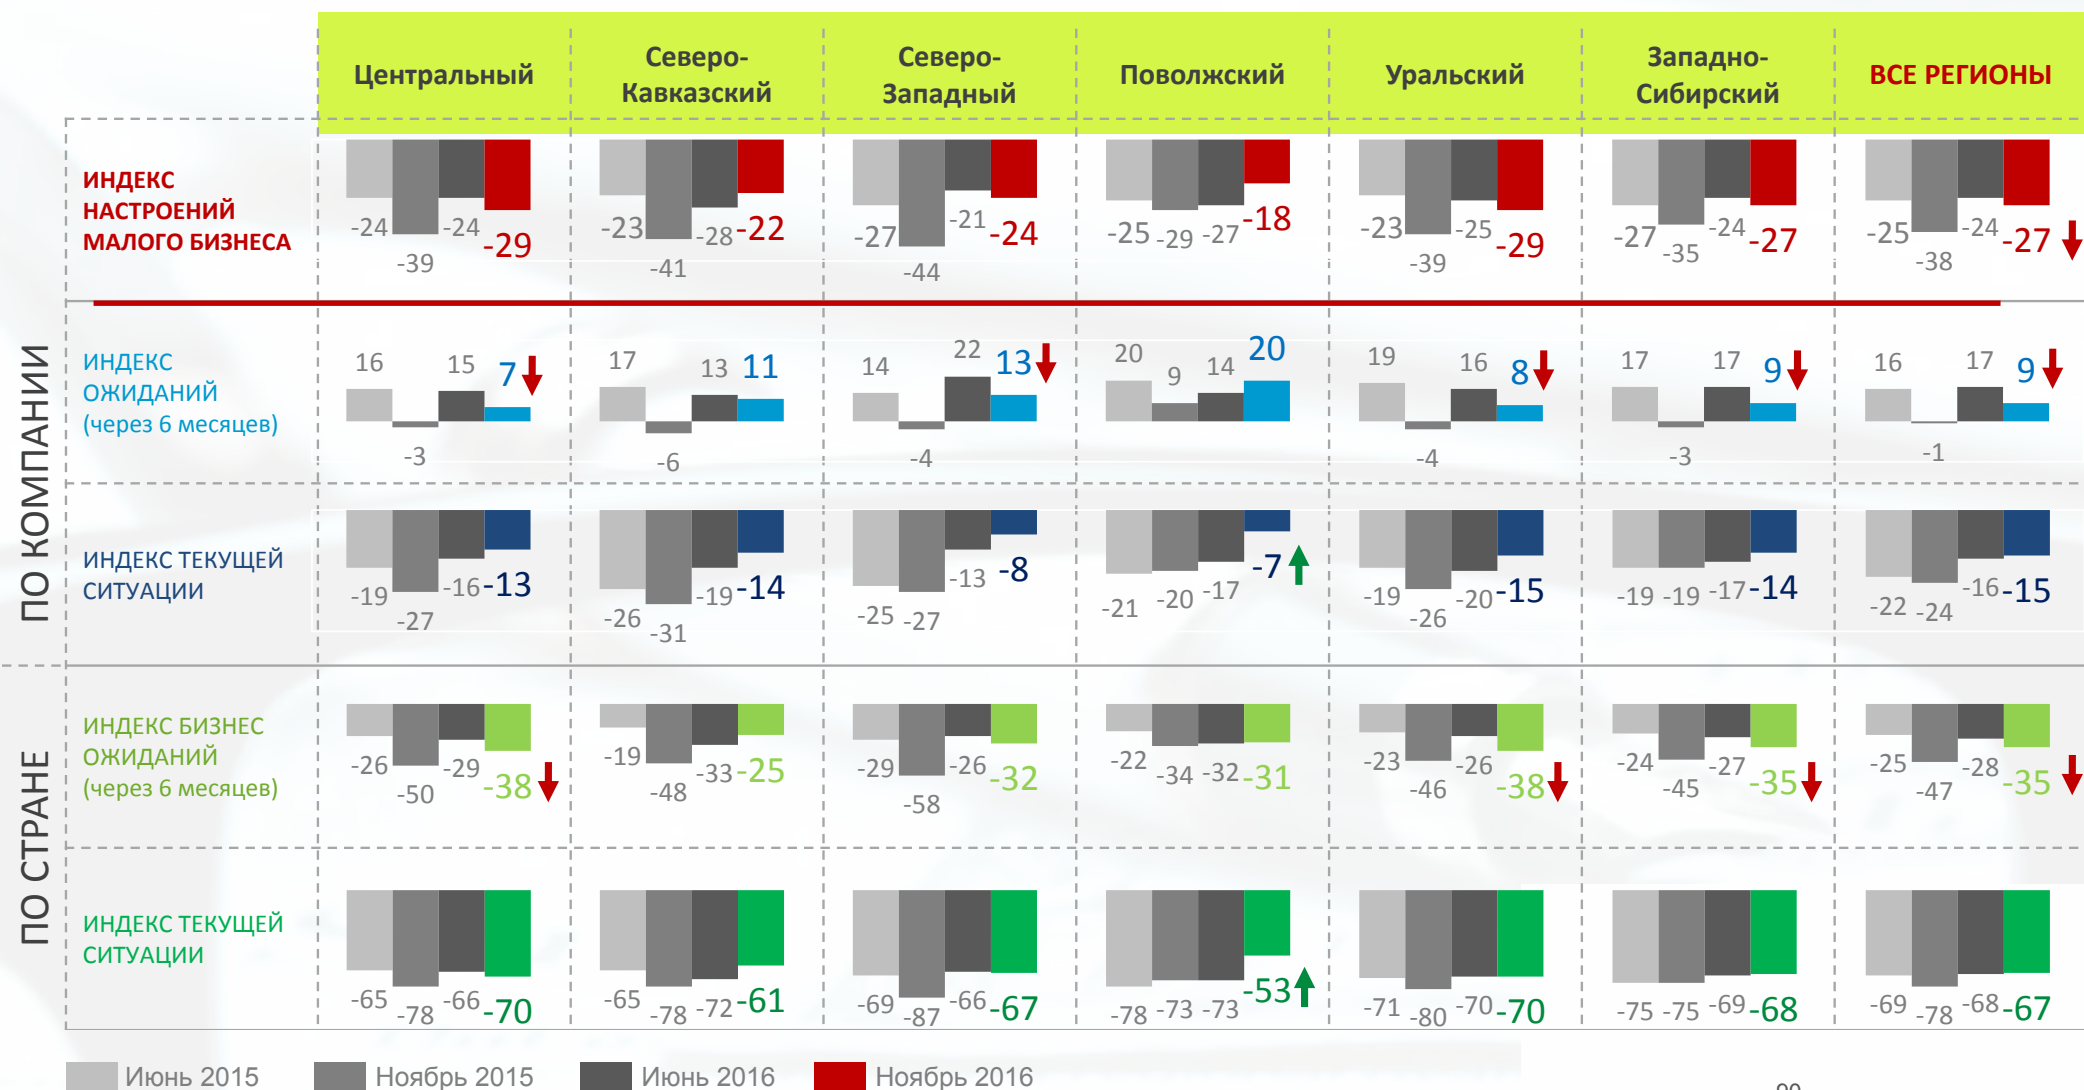 Центральный
Северо-
Кавказский
Северо-
Западный
Поволжский
Уральский
Западно-
Сибирский
ВСЕ РЕГИОНЫ
ИНДЕКС
НАСТРОЕНИЙ
МАЛОГО БИЗНЕСА
-24 -39 -24 -29
-23 -41 -28 -22
-27 -44 -21 -24
-25 -29 -27 -18
-23 -39 -25 -29
-27 -35 -24 -27
-25 -38 -24 -27
ПО КОМПАНИИ
ИНДЕКС
ОЖИДАНИЙ
(через 6 месяцев)
16 -3 15 7
17 -6 13 11
14 -4 22 13
20 9 14 20
19 -4 16 8
17 -3 17 9
16 -1 17 9
ИНДЕКС ТЕКУЩЕЙ
СИТУАЦИИ
-19 -27 -16 -13
-26 -31 -19 -14
-25 -27 -13 -8
-21 -20 -17 -7
-19 -26 -20 -15
-19 -19 -17 -14
-22 -24 -16 -15
ПО СТРАНЕ
ИНДЕКС БИЗНЕС
ОЖИДАНИЙ
(через 6 месяцев)
-26 -50 -29 -38
-19 -48 -33 -25
-29 -58 -26 -32
-22 -34 -32 -31
-23 -46 -26 -38
-24 -45 -27 -35
-25 -47 -28 -35
ИНДЕКС ТЕКУЩЕЙ
СИТУАЦИИ
-65 -78 -66 -70
-65 -78 -72 -61
-69 -87 -66 -67
-78 -73 -73 -53
-71 -80 -70 -70
-75 -75 -69 -68
-69 -78 -68 -67
Июнь 2015
Ноябрь 2015
Июнь 2016
Ноябрь 2016